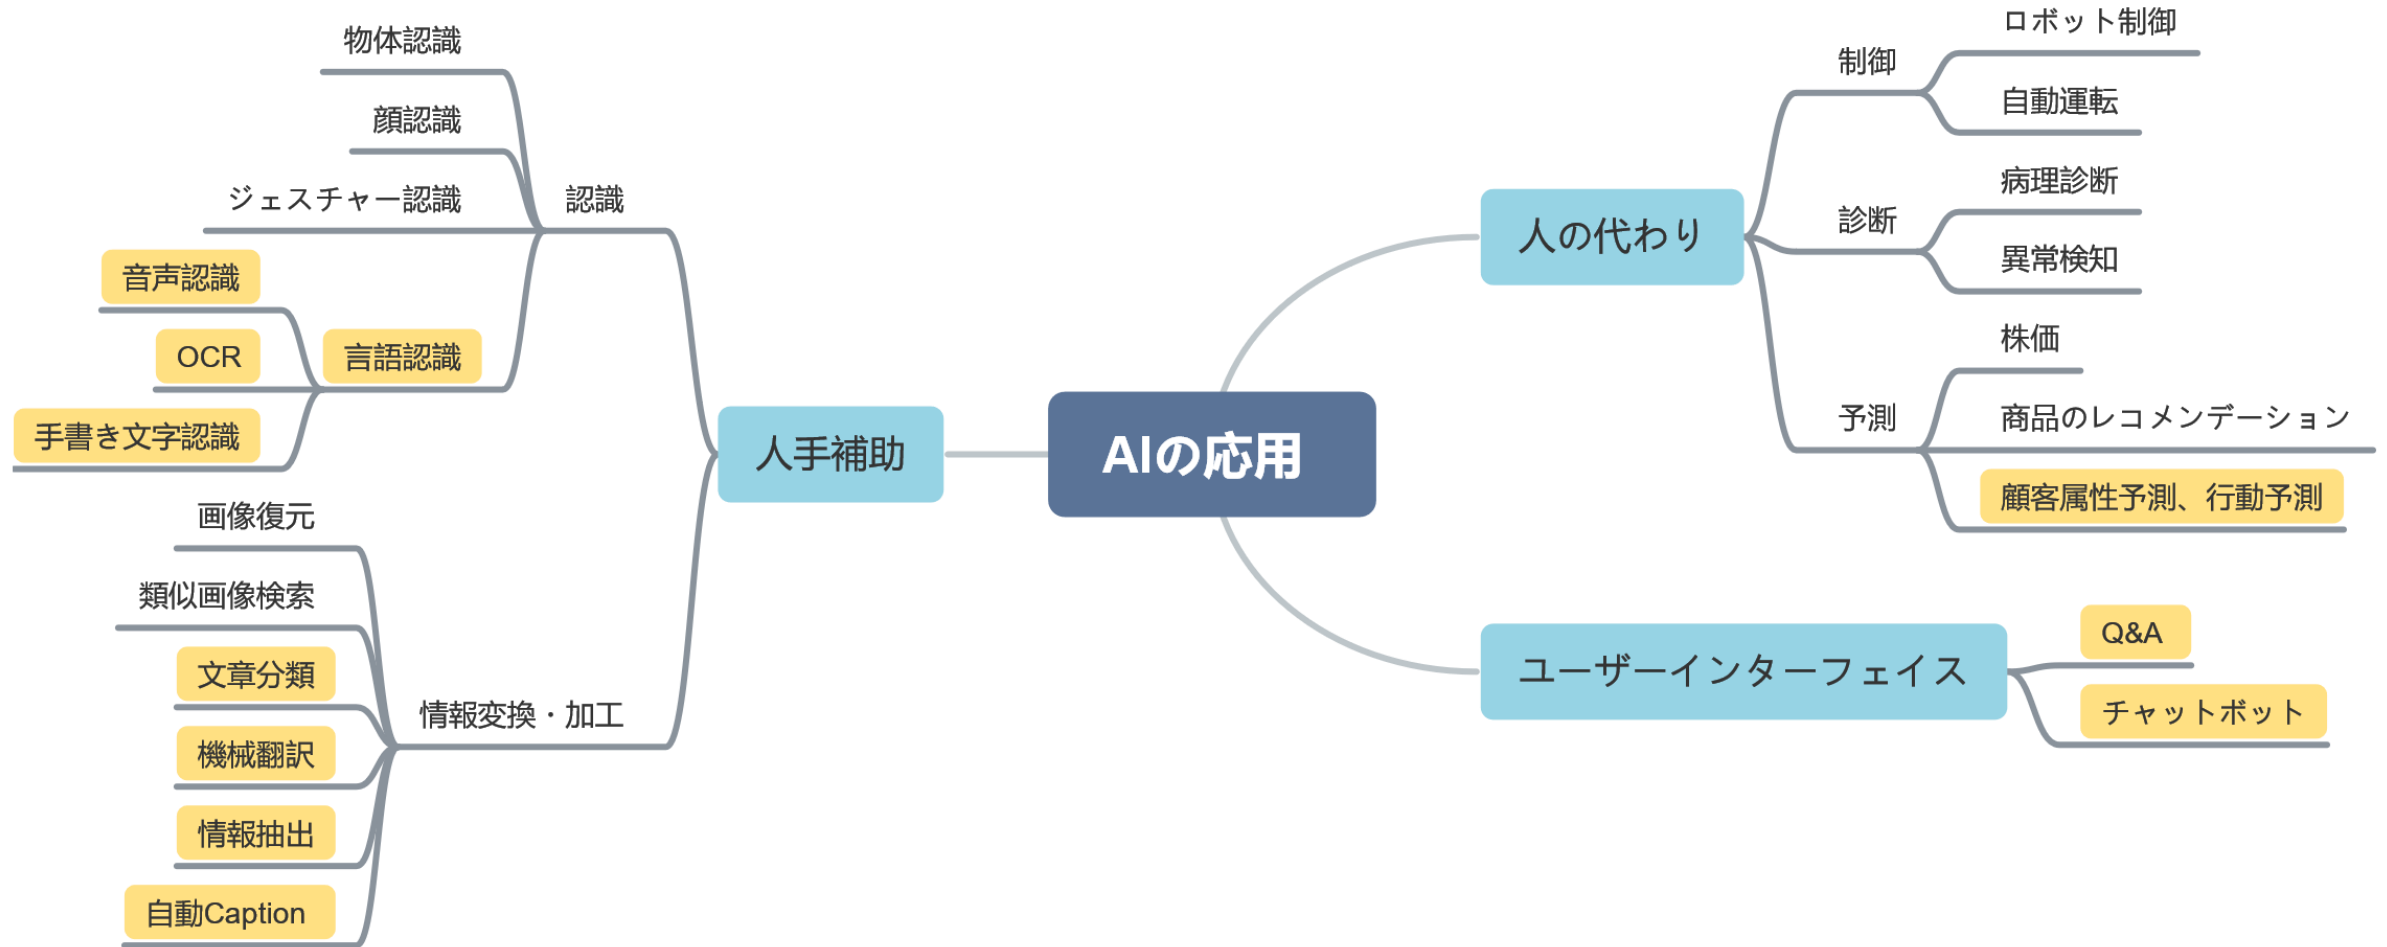 AIの応用
人手補助
認識
物体認識
顔認識
ジェスチャー認識
言語認識
音声認識
OCR
手書き文字認識
情報変換・加工
画像復元
類似画像検索
文章分類
機械翻訳
情報抽出
自動Caption
人の代わり
制御
ロボット制御
自動運転
診断
病理診断
異常検知
予測
株価
商品のレコメンデーション
顧客属性予測、行動予測
ユーザーインターフェイス
Q&A
チャットボット